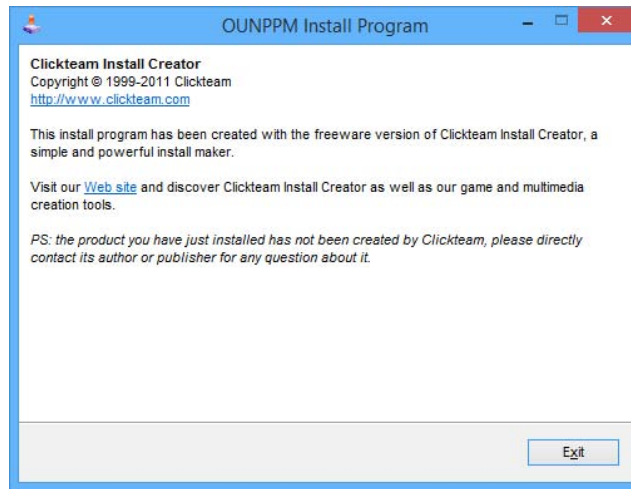 OUNPPM Install Program
Clickteam Install Creator
Copyright © 1999-2011 Clickteam
http://www.clickteam.com
This install program has been created with the freeware version of Clickteam Install Creator, a
simple and powerful install maker.
Visit our Web site and discover Clickteam Install Creator as well as our game and multimedia
creation tools.
PS: the product you have just installed has not been created by Clickteam, please directly
contact its author or publisher for any question about it.
Exit